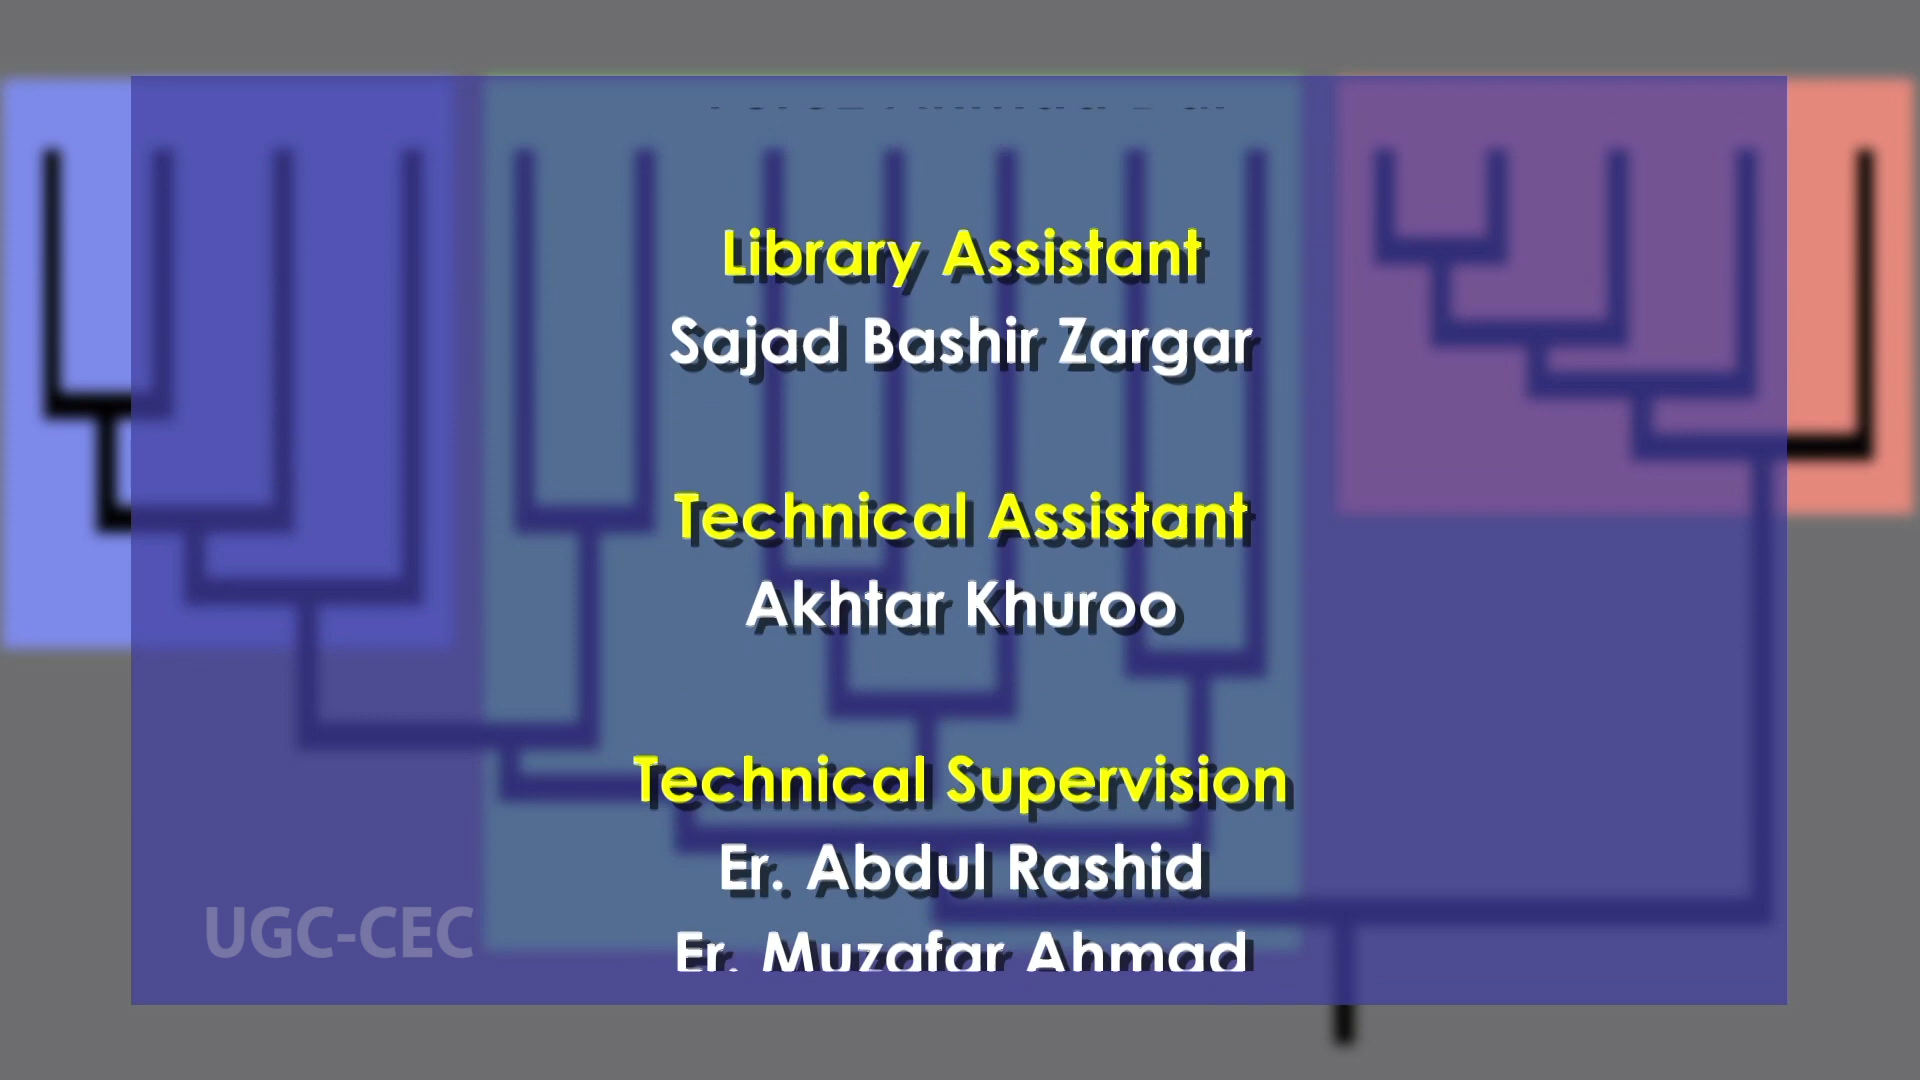 Library Assistant
Sajad Bashir Zargar
Technical Assistant
Akhtar Khuroo
Technical Supervision
Er. Abdul Rashid
Er. Muzafar Ahmad
UGC-CEC